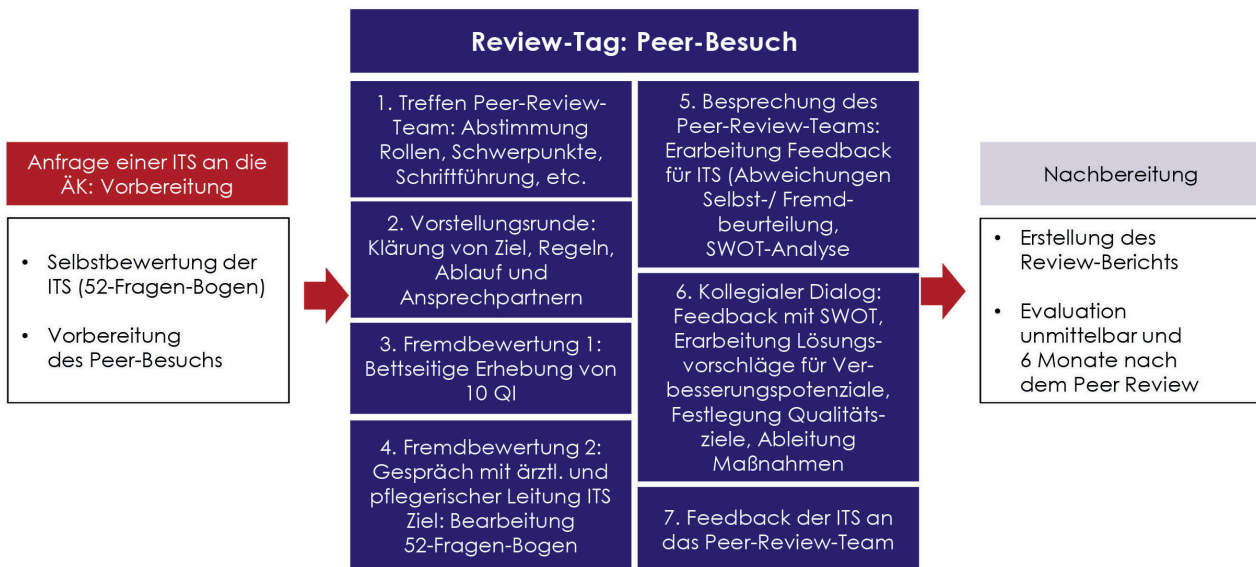 Anfrage einer ITS an die
ÄK: Vorbereitung
• Selbstbewertung der
ITS (52-Fragen-Bogen)
• Vorbereitung
des Peer-Besuchs
Review-Tag: Peer-Besuch
1. Treffen Peer-Review-
Team: Abstimmung
Rollen, Schwerpunkte,
Schriftführung, etc.
2. Vorstellungsrunde:
Klärung von Ziel, Regeln,
Ablauf und
Ansprechpartnern
3. Fremdbewertung 1:
Bettseitige Erhebung von
10 QI
4. Fremdbewertung 2:
Gespräch mit ärztl. und
pflegerischer Leitung ITS
Ziel: Bearbeitung
52-Fragen-Bogen
5. Besprechung des
Peer-Review-Teams:
Erarbeitung Feedback
für ITS (Abweichungen
Selbst-/ Fremd-
beurteilung,
SWOT-Analyse
6. Kollegialer Dialog:
Feedback mit SWOT,
Erarbeitung Lösungs-
vorschläge für Ver-
besserungspotenziale,
Festlegung Qualitäts-
ziele, Ableitung
Maßnahmen
7. Feedback der ITS an
das Peer-Review-Team
Nachbereitung
• Erstellung des
Review-Berichts
• Evaluation
unmittelbar und
6 Monate nach
dem Peer Review